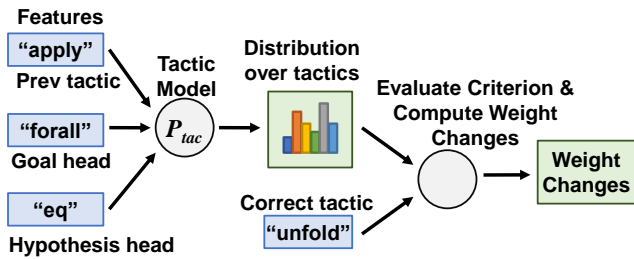 Features
“apply”
Prev tactic
“forall”
Goal head
“eq”
Hypothesis head
Tactic
Model
P tac
Distribution
over tactics
Evaluate Criterion &
Compute Weight
Changes
Correct tactic
“unfold”
Weight
Changes